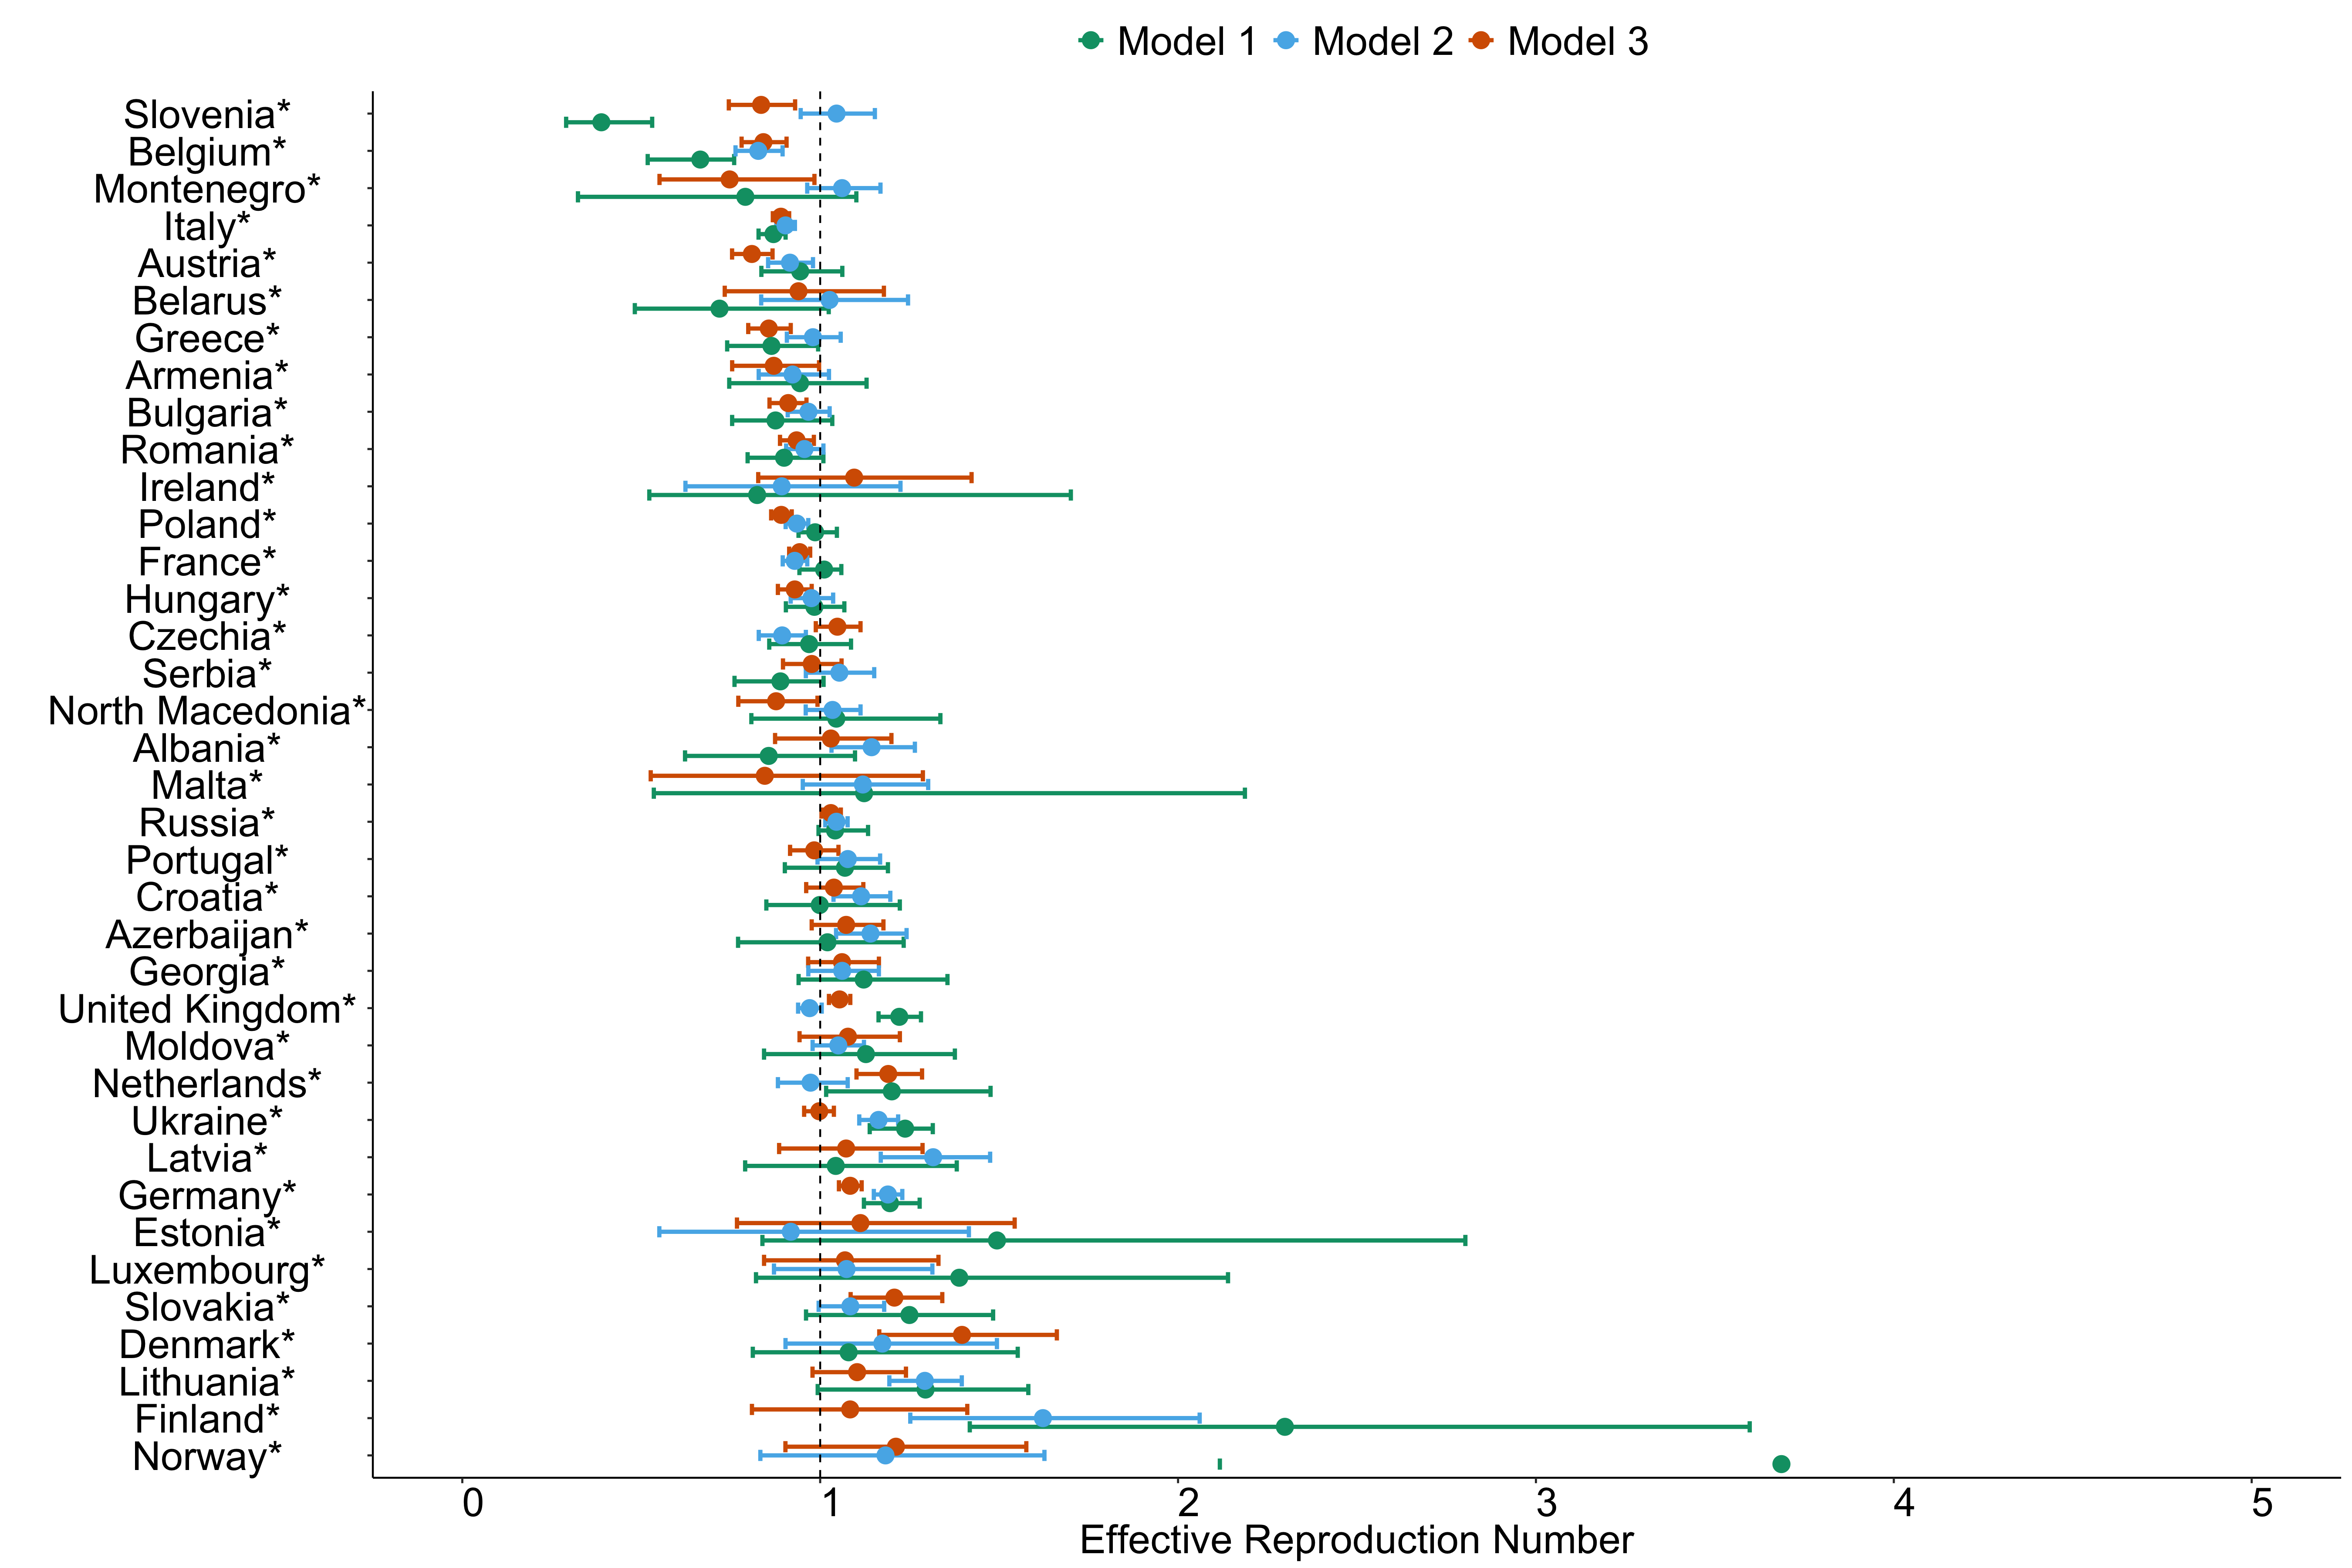 Model 1 Model 2 Model 3
Slovenia*
Belgium*
Montenegro*
Italy*
Austria*
Belarus*
Greece*
Armenia*
Bulgaria*
Romania*
Ireland*
Poland*
France*
Hungary*
Czechia*
Serbia*
North Macedonia*
Albania*
Malta*
Russia*
Portugal*
Croatia*
Azerbaijan*
Georgia*
United Kingdom*
Moldova*
Netherlands*
Ukraine*
Latvia*
Germany*
Estonia*
Luxembourg*
Slovakia*
Denmark*
Lithuania*
Finland*
Norway*
0 1 2 3 4 5
Effective Reproduction Number